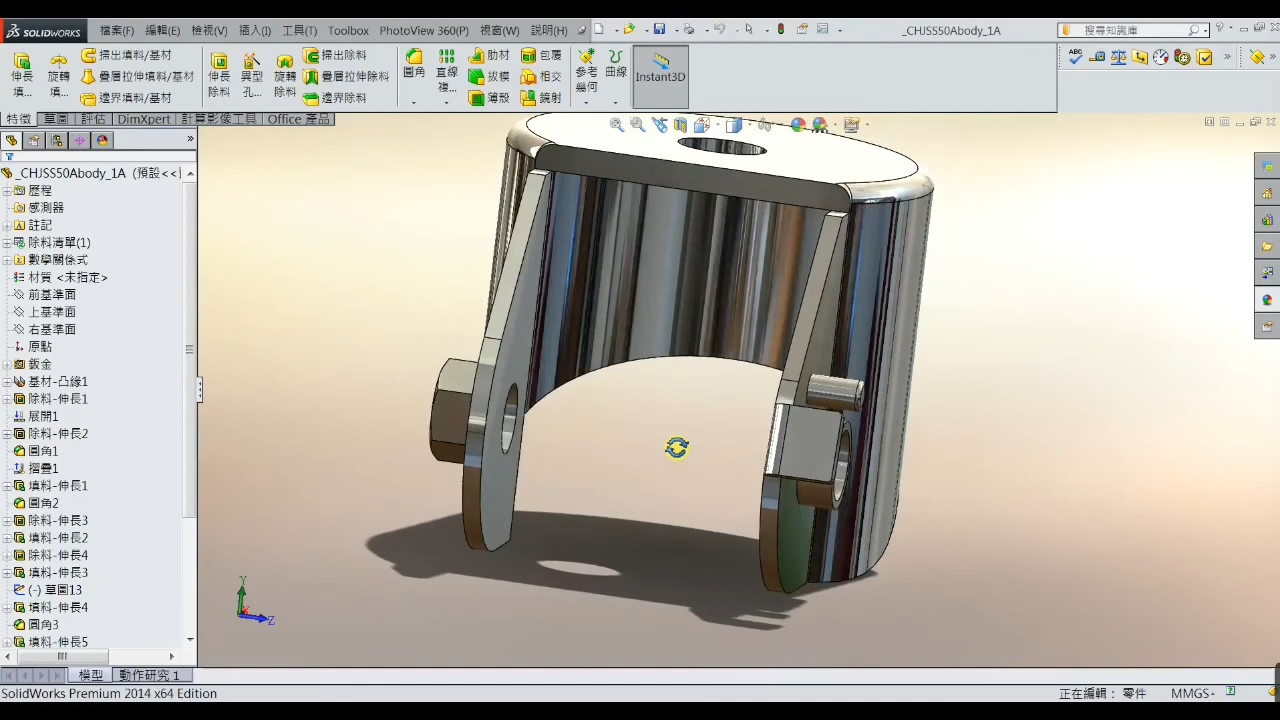 SOLIDWORKS 檔案(F) 編輯(E) 檢視(V) 插入(I) 工具(T) Toolbox PhotoView 360(P) 視窗(W) 說明(H) _CHJSS50Abody_1A 搜尋知識庫
伸長填... 旋轉填... 掃出填料/基材 疊層拉伸填料/基材 邊界填料/基材 伸長除料 異型孔... 旋轉除料 掃出除料 疊層拉伸除料 邊界除料 圓角 直線複... 肋材 拔模 薄殼 包覆 相交 鏡射 參考幾何 曲線 Instant3D
特徵 草圖 評估 DimXpert 計算影像工具 Office 產品
_CHJSS50Abody_1A (預設<<
歷程
感測器
註記
除料清單(1)
數學關係式
材質 <未指定>
前基準面
上基準面
右基準面
原點
鈑金
基材-凸緣1
除料-伸長1
展開1
除料-伸長2
圓角1
摺疊1
填料-伸長1
圓角2
除料-伸長3
填料-伸長2
除料-伸長4
填料-伸長3
(-) 草圖13
填料-伸長4
圓角3
填料-伸長5
Y
X
Z
模型 動作研究 1
SolidWorks Premium 2014 x64 Edition 正在編輯： 零件 MMGS